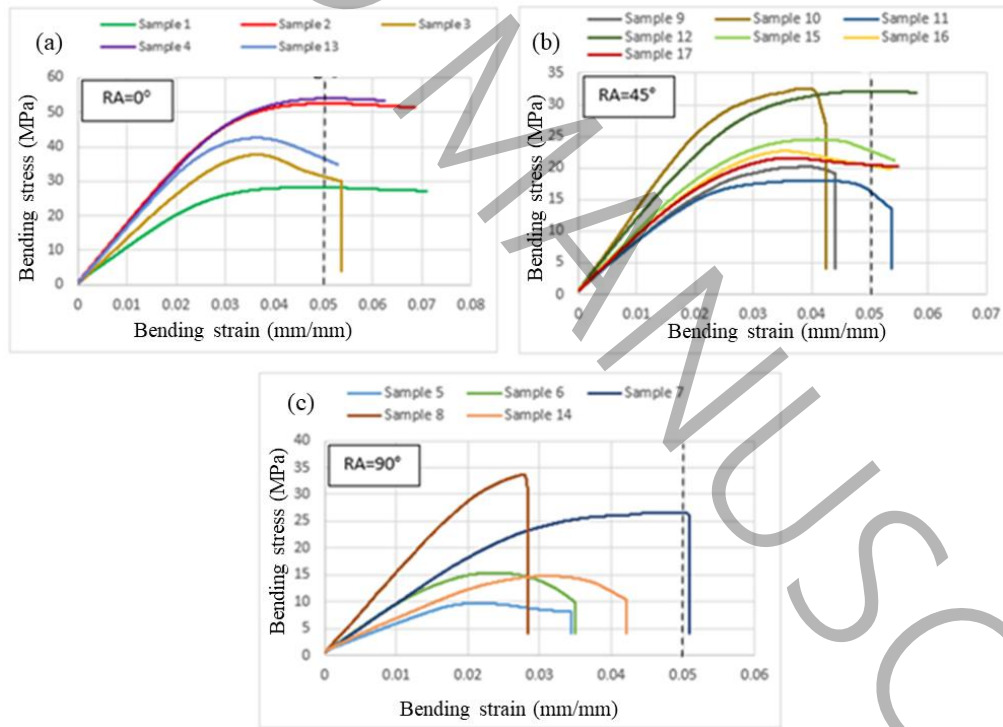 (a)
Sample 1 Sample 2 Sample 3
Sample 4 Sample 13
RA=0°
Bending stress (MPa)
60
50
40
30
20
10
0
0 0.01 0.02 0.03 0.04 0.05 0.06 0.07 0.08
Bending strain (mm/mm)
(b)
Sample 9 Sample 10 Sample 11
Sample 12 Sample 15 Sample 16
Sample 17
RA=45°
Bending stress (MPa)
35
30
25
20
15
10
5
0
0 0.01 0.02 0.03 0.04 0.05 0.06 0.07
Bending strain (mm/mm)
(c)
Sample 5 Sample 6 Sample 7
Sample 8 Sample 14
RA=90°
Bending stress (MPa)
40
35
30
25
20
15
10
5
0
0 0.01 0.02 0.03 0.04 0.05 0.06
Bending strain (mm/mm)
MANUSC